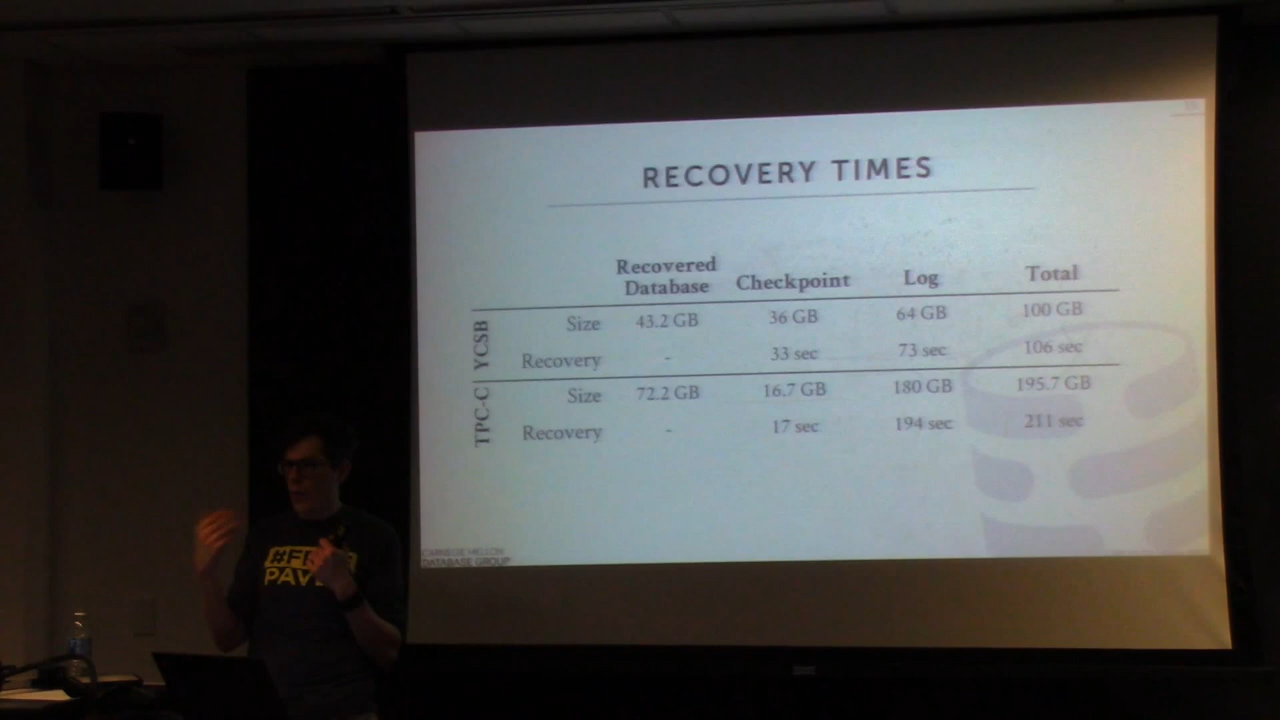 RECOVERY TIMES
Recovered Database Checkpoint Log Total
YCSB
Size 43.2 GB 36 GB 64 GB 100 GB
Recovery - 33 sec 73 sec 106 sec
TPC-C
Size 72.2 GB 16.7 GB 180 GB 195.7 GB
Recovery - 17 sec 194 sec 211 sec
CARNEGIE MELLON
DATABASE GROUP